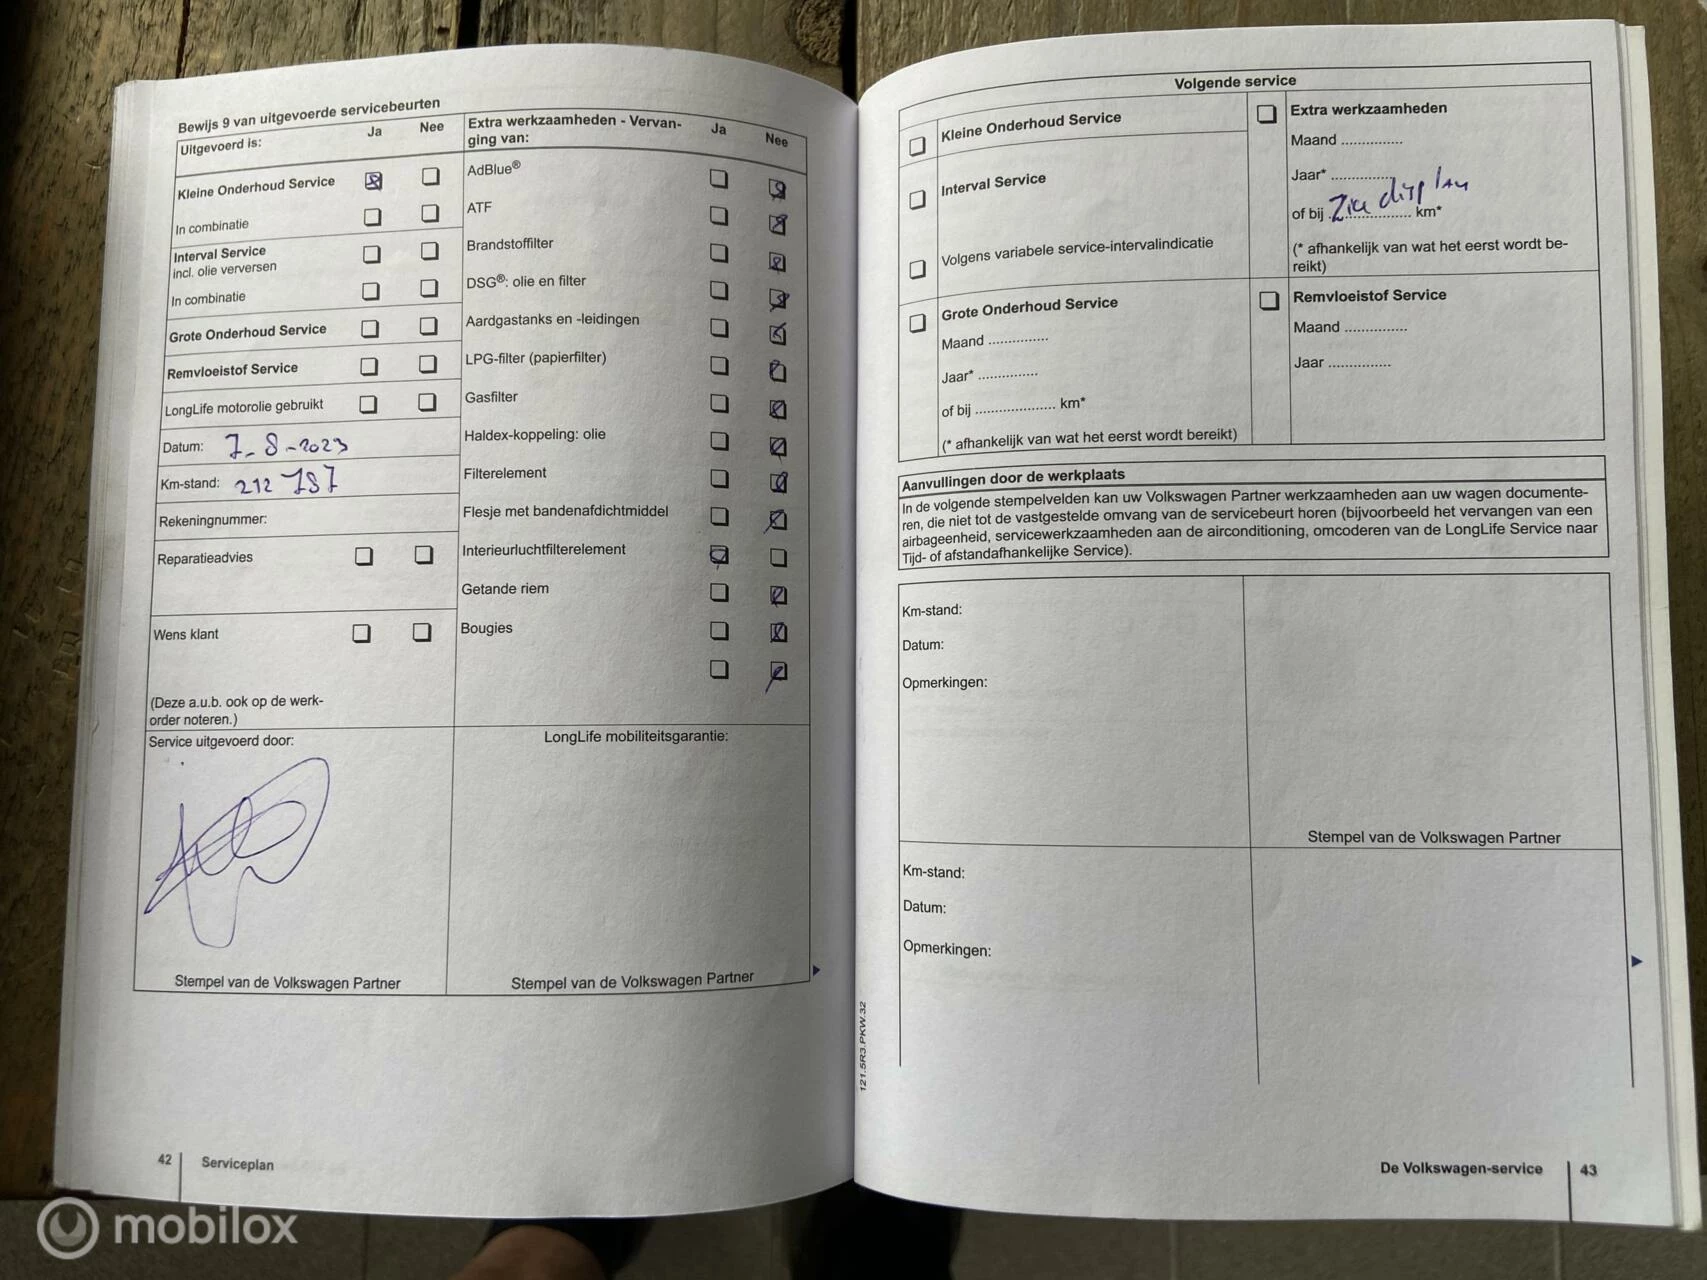 Bewijs 9 van uitgevoerde servicebeurten
Uitgevoerd is:
Ja
Nee
Kleine Onderhoud Service
In combinatie
Interval Service
incl. olie verversen
In combinatie
Grote Onderhoud Service
Remvloeistof Service
LongLife motorolie gebruikt
Datum: 7-8-2023
Km-stand: 212 787
Rekeningnummer:
Reparatieadvies
Wens klant
(Deze a.u.b. ook op de werk-
order noteren.)
Extra werkzaamheden - Vervan-
ging van:
Ja
Nee
AdBlue®
ATF
Brandstoffilter
DSG®: olie en filter
Aardgastanks en -leidingen
LPG-filter (papierfilter)
Gasfilter
Haldex-koppeling: olie
Filterelement
Flesje met bandenafdichtmiddel
Interieurluchtfilterelement
Getande riem
Bougies
Service uitgevoerd door:
Stempel van de Volkswagen Partner
LongLife mobiliteitsgarantie:
Stempel van de Volkswagen Partner
42
Serviceplan
Volgende service
Kleine Onderhoud Service
Interval Service
Volgens variabele service-intervalindicatie
Grote Onderhoud Service
Maand ...............
Jaar* ...............
of bij .................... km*
(* afhankelijk van wat het eerst wordt bereikt)
Extra werkzaamheden
Maand ...............
Jaar* ...............
of bij Zie display km*
(* afhankelijk van wat het eerst wordt be-
reikt)
Remvloeistof Service
Maand ...............
Jaar ...............
Aanvullingen door de werkplaats
In de volgende stempelvelden kan uw Volkswagen Partner werkzaamheden aan uw wagen documente-
ren, die niet tot de vastgestelde omvang van de servicebeurt horen (bijvoorbeeld het vervangen van een
airbageenheid, servicewerkzaamheden aan de airconditioning, omcoderen van de LongLife Service naar
Tijd- of afstandafhankelijke Service).
Km-stand:
Datum:
Opmerkingen:
Stempel van de Volkswagen Partner
Km-stand:
Datum:
Opmerkingen:
121.5R3.PKW.32
De Volkswagen-service
43
mobilox